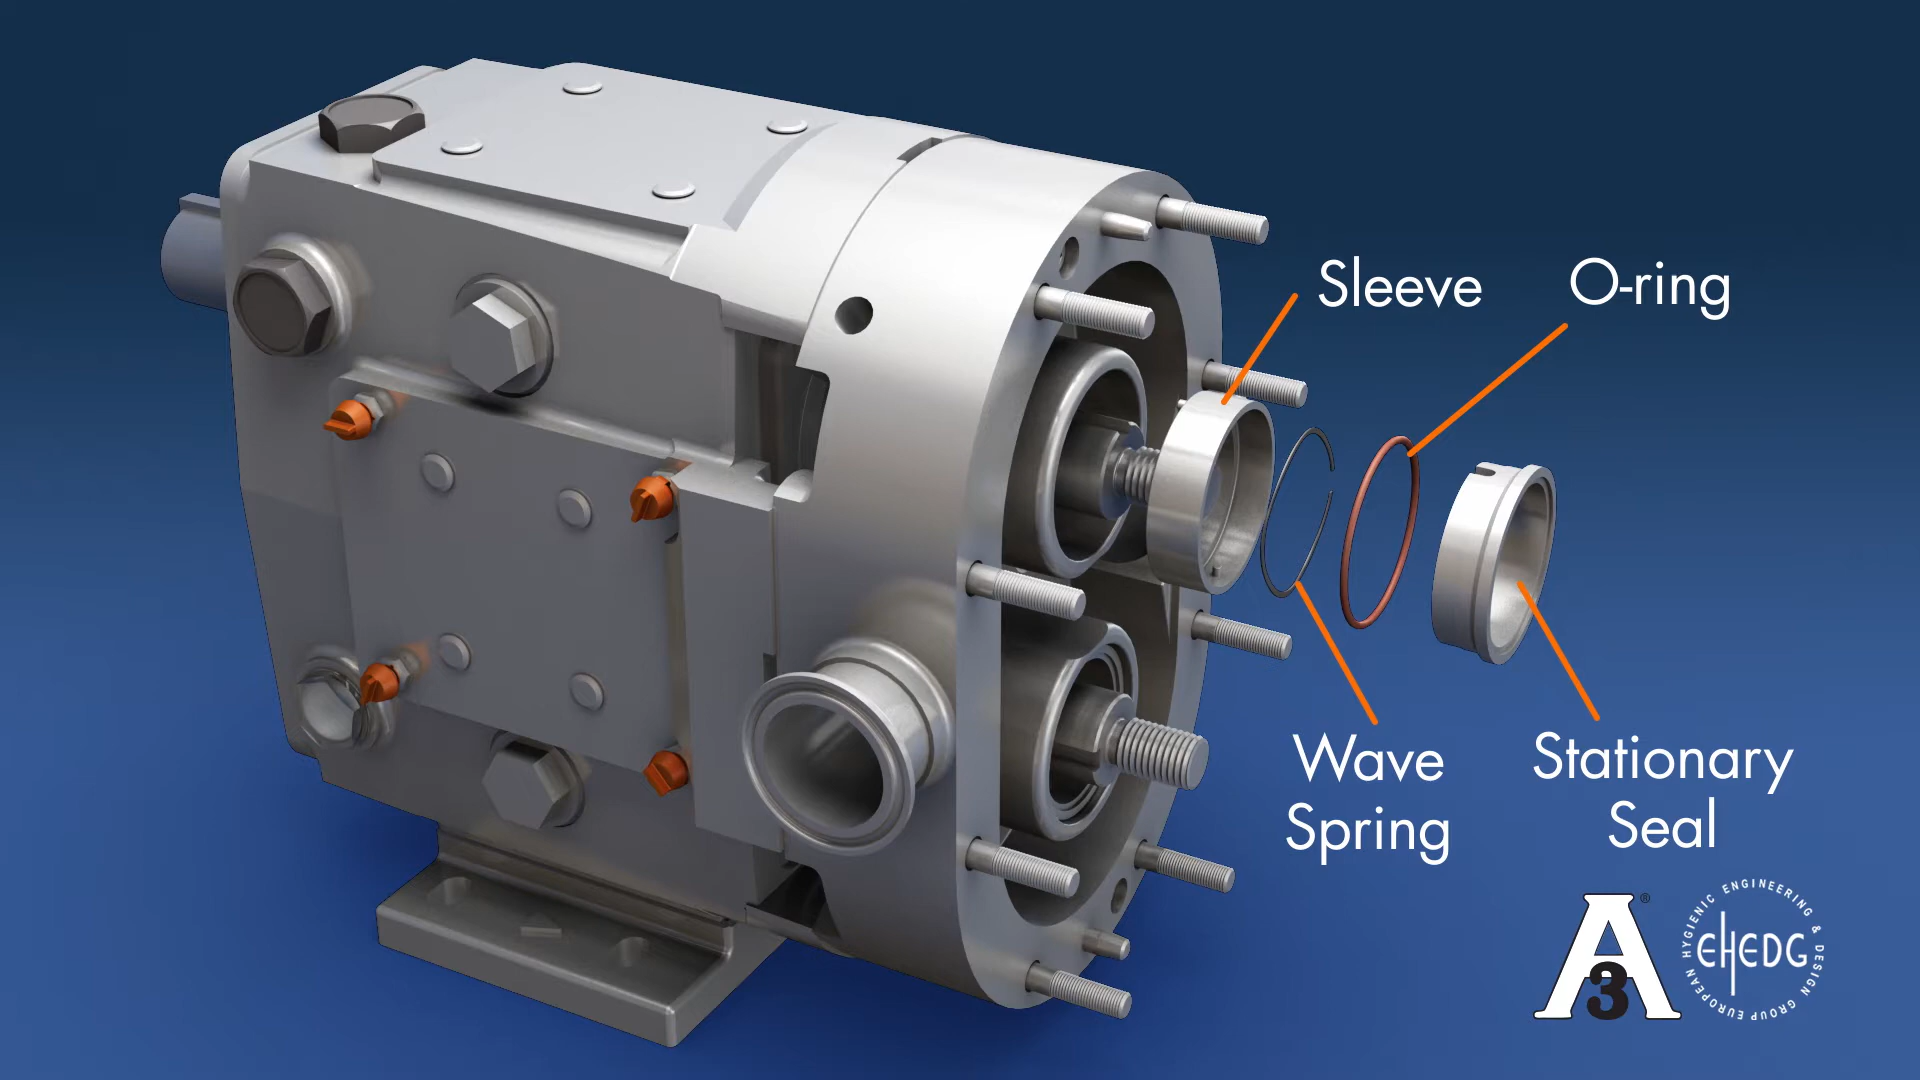 Sleeve
O-ring
Wave
Spring
Stationary
Seal
A
3
®
EHEDG
EUROPEAN HYGIENIC ENGINEERING & DESIGN GROUP